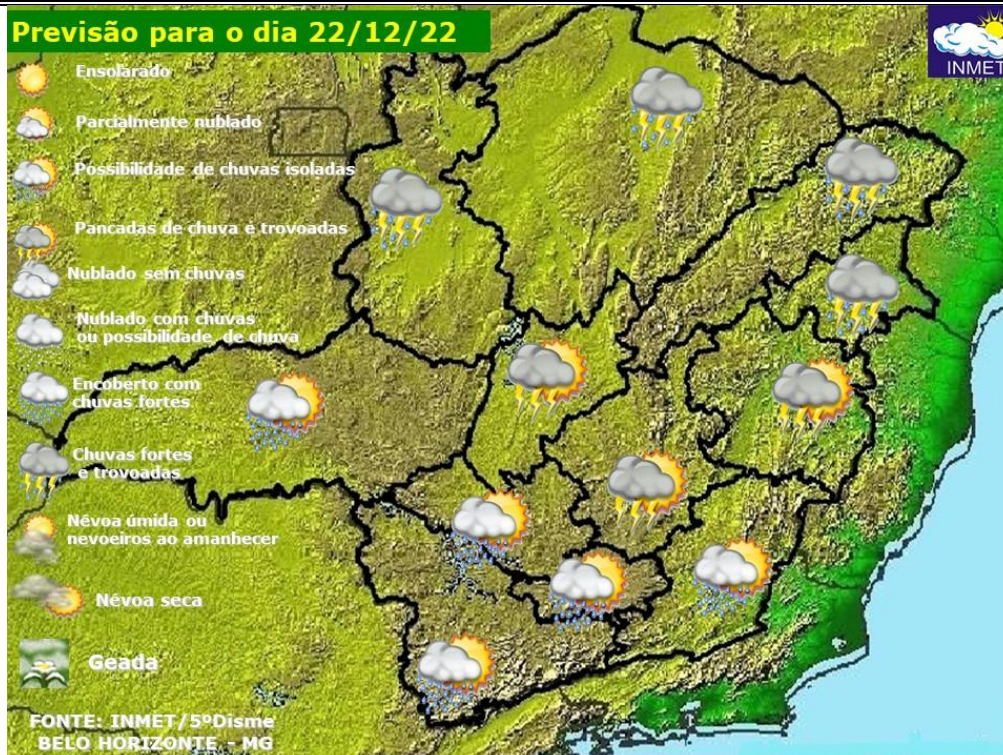 Previsão para o dia 22/12/22
INMET
Ensolarado
Parcialmente nublado
Possibilidade de chuvas isoladas
Pancadas de chuva e trovoadas
Nublado sem chuvas
Nublado com chuvas
ou possibilidade de chuva
Encoberto com
chuvas fortes
Chuvas fortes
e trovoadas
Névoa úmida ou
nevoeiros ao amanhecer
Névoa seca
Geada
FONTE: INMET/5ºDisme
BELO HORIZONTE - MG